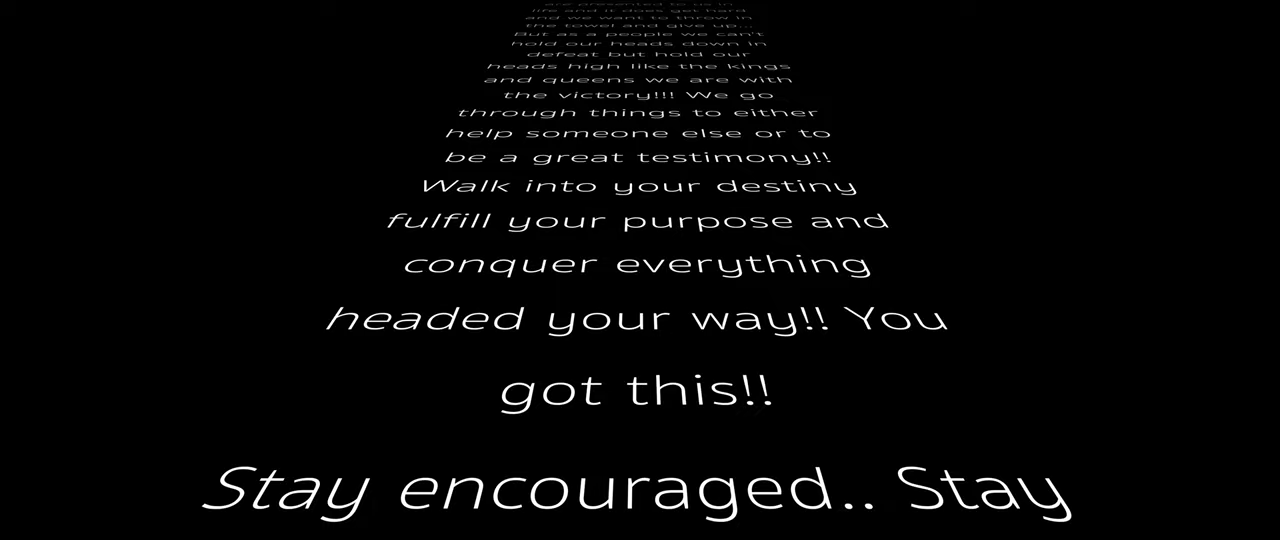 are presented to us in
life and it does get hard
and we want to throw in
the towel and give up...
But as a people we can't
hold our heads down in
defeat but hold our
heads high like the kings
and queens we are with
the victory!!! We go
through things to either
help someone else or to
be a great testimony!!
Walk into your destiny
fulfill your purpose and
conquer everything
headed your way!! You
got this!!
Stay encouraged.. Stay